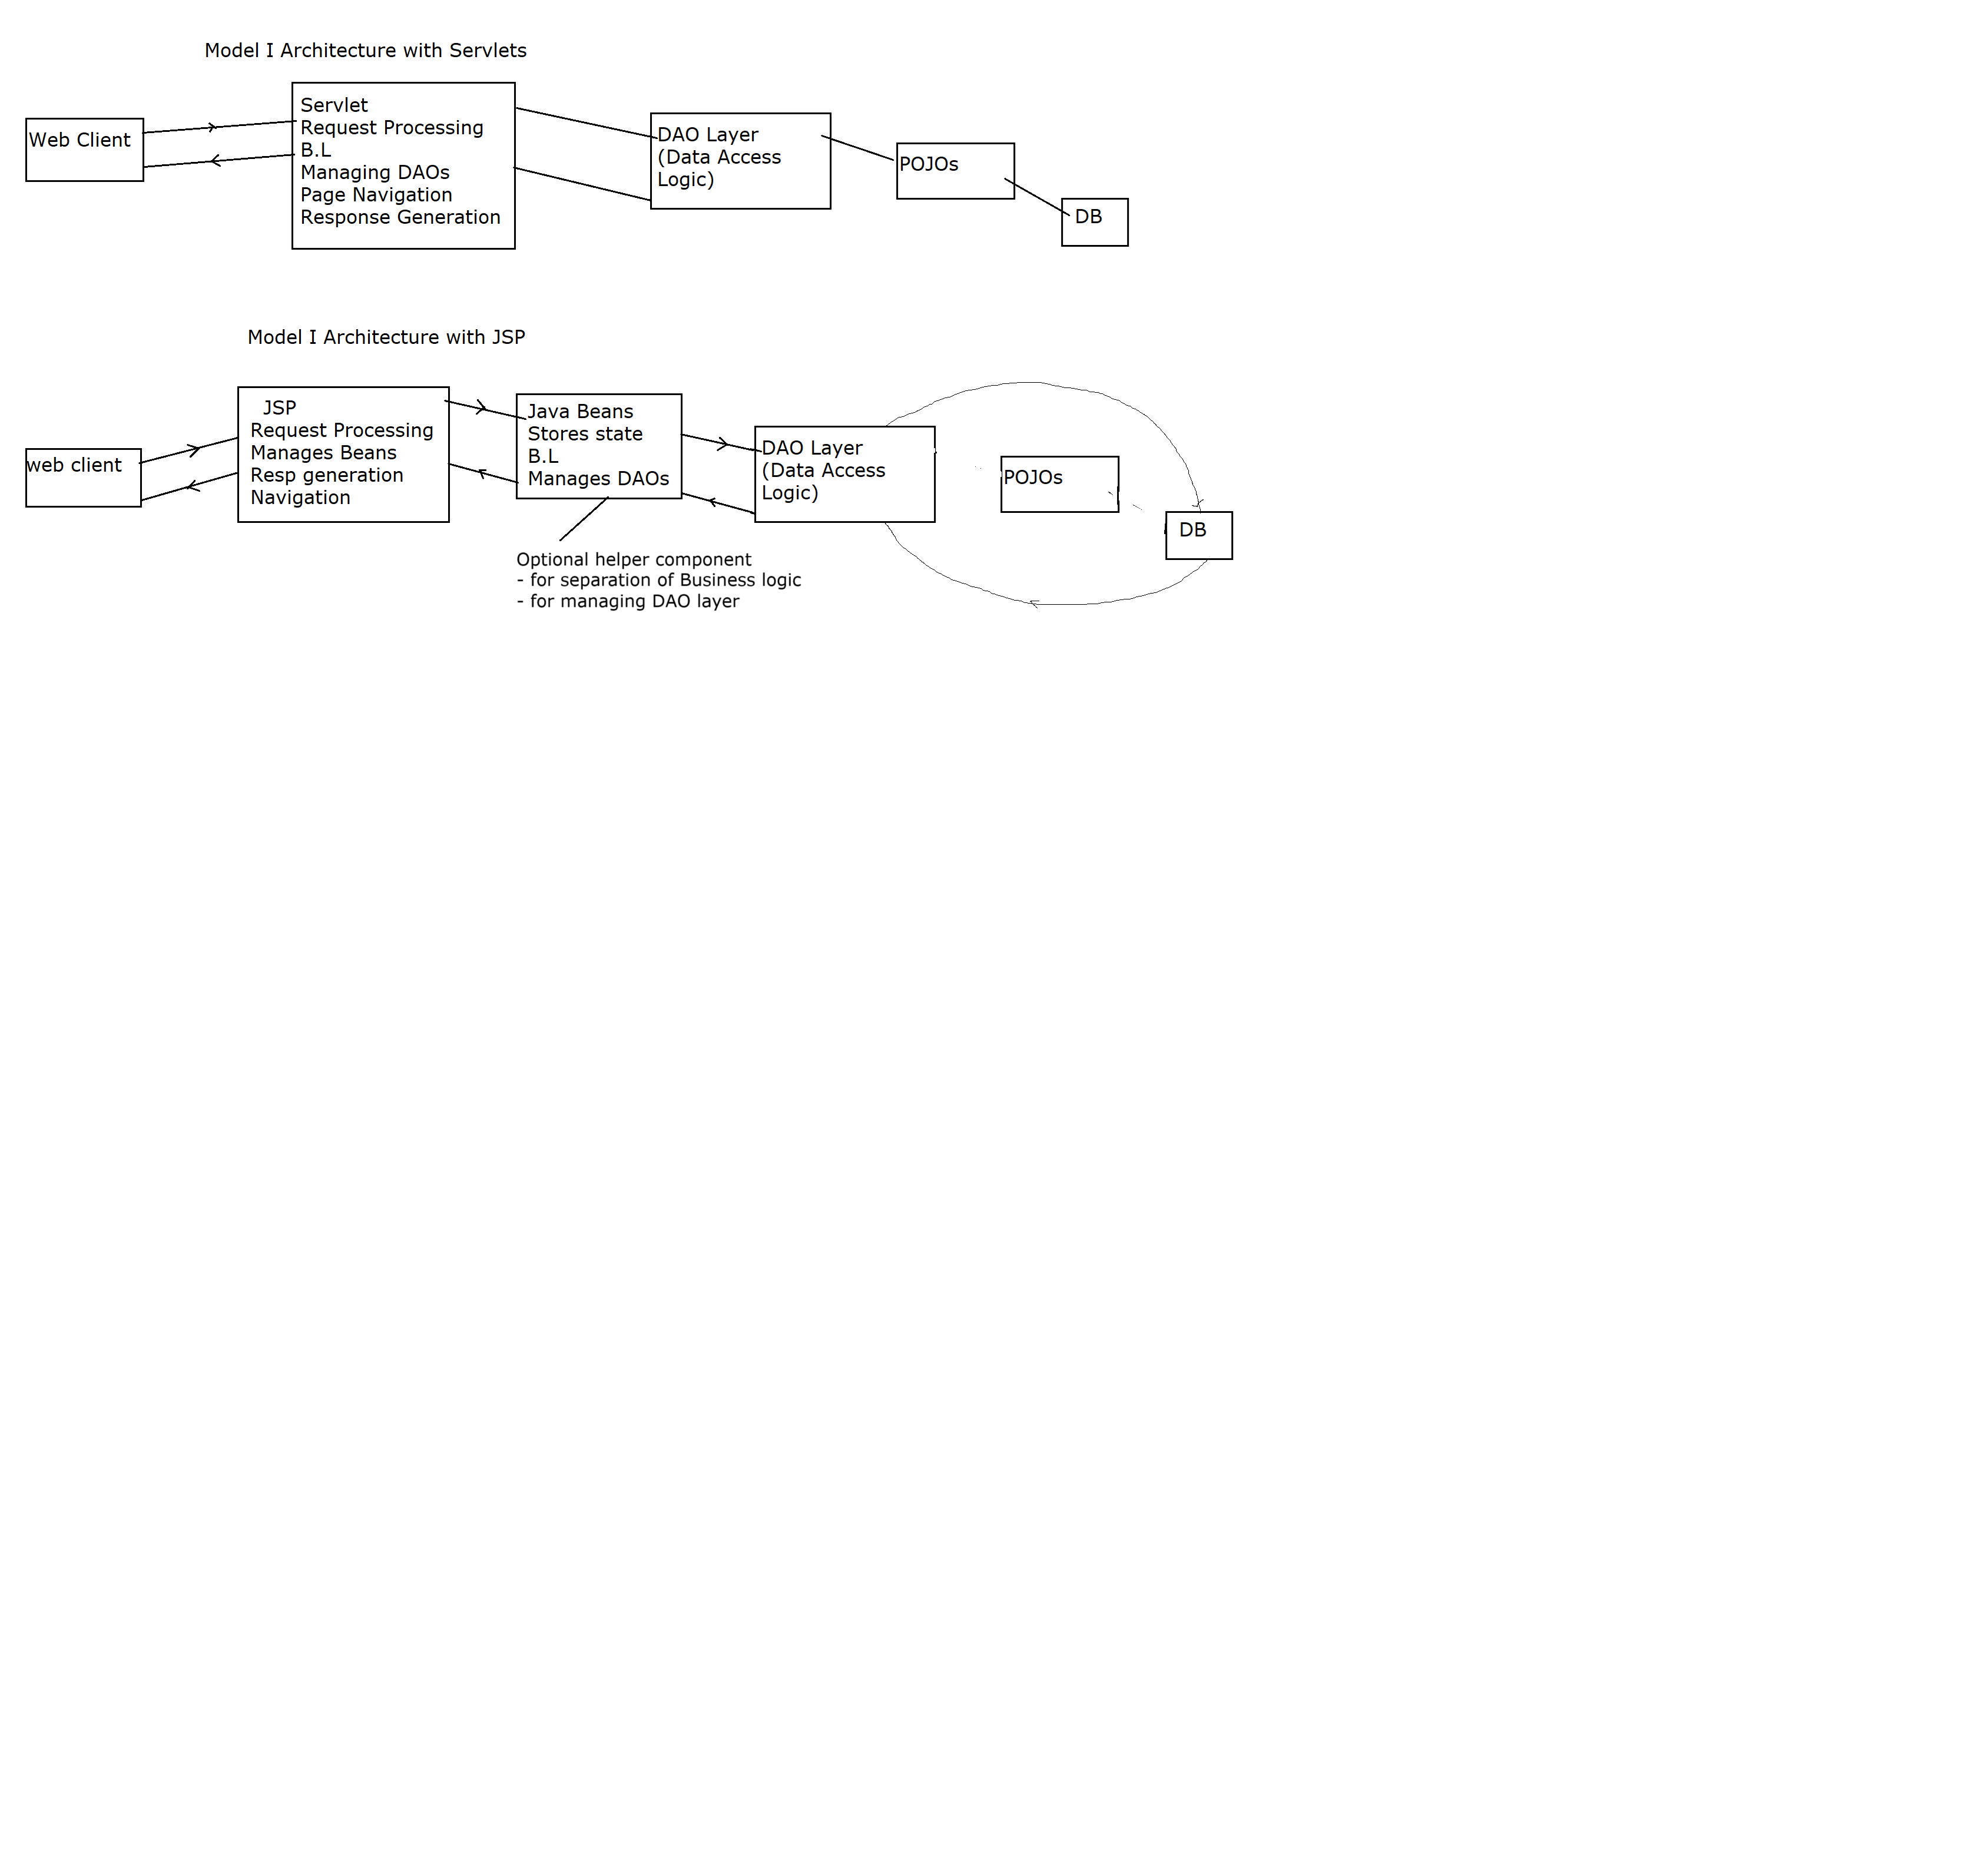 Model I Architecture with Servlets
Web Client
Servlet
Request Processing
B.L
Managing DAOs
Page Navigation
Response Generation
DAO Layer
(Data Access
Logic)
POJOs
DB
Model I Architecture with JSP
web client
JSP
Request Processing
Manages Beans
Resp generation
Navigation
Java Beans
Stores state
B.L
Manages DAOs
DAO Layer
(Data Access
Logic)
POJOs
DB
Optional helper component
- for separation of Business logic
- for managing DAO layer